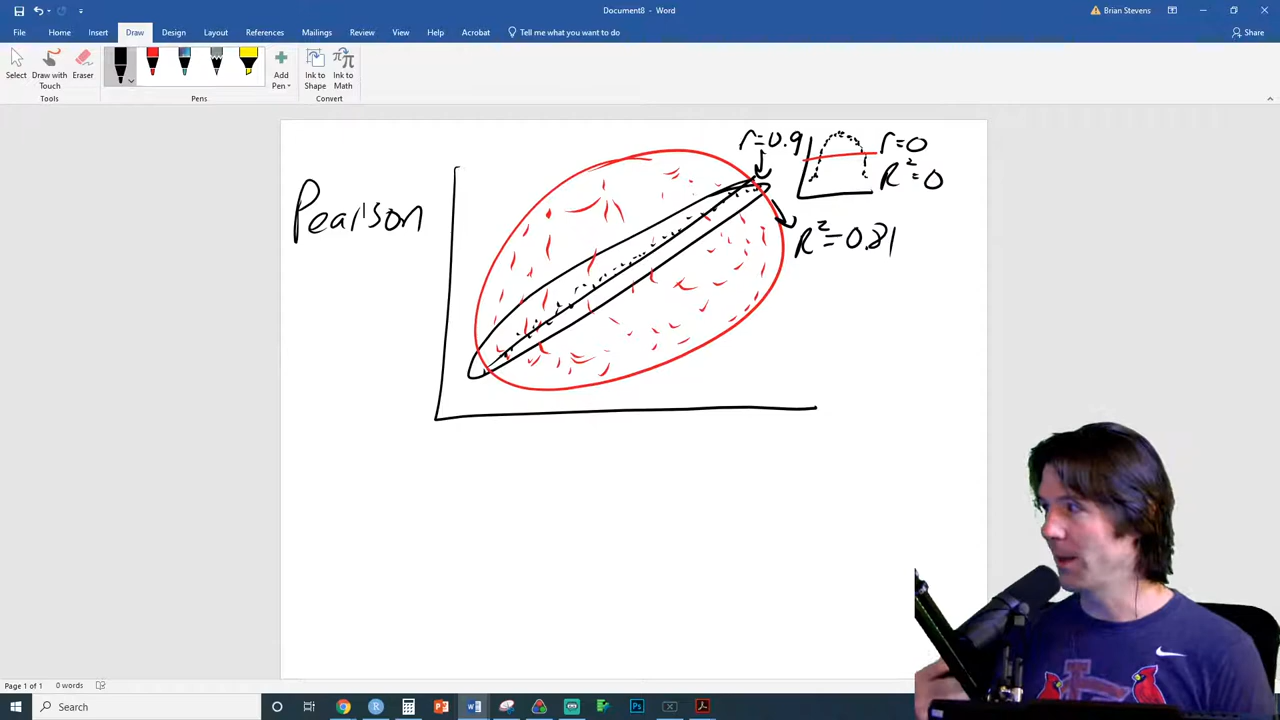 Document8 - Word
Brian Stevens
File Home Insert Draw Design Layout References Mailings Review View Help Acrobat Tell me what you want to do Share
Select
Draw with Touch
Eraser
Add Pen
Ink to Shape
Ink to Math
Tools
Pens
Convert
Pearson
r=0.9
r=0
R²=0
R²=0.81
Page 1 of 1 0 words
Search